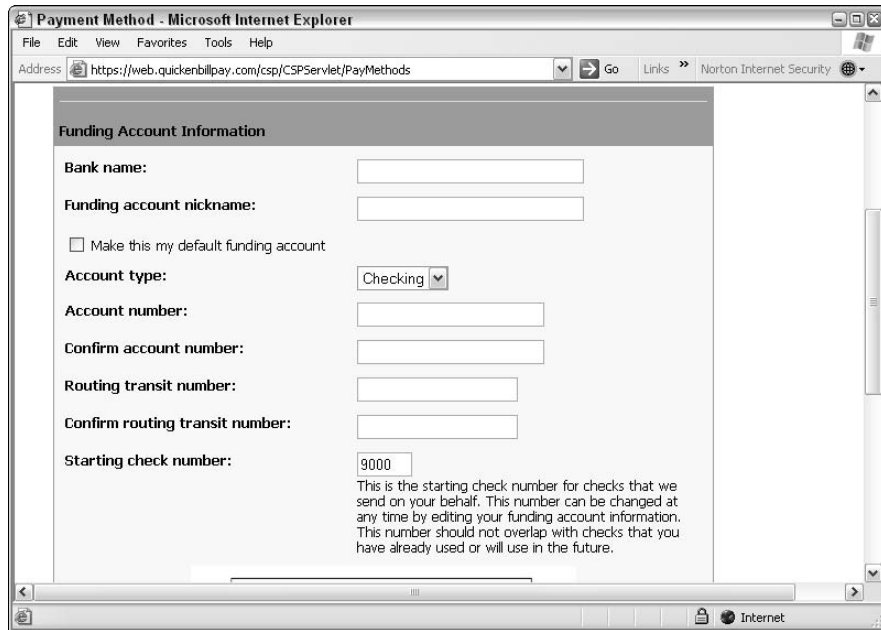 Payment Method - Microsoft Internet Explorer
File Edit View Favorites Tools Help
Address https://web.quickenbillpay.com/csp/CSPServlet/PayMethods Go Links » Norton Internet Security
Funding Account Information
Bank name:
Funding account nickname:
Make this my default funding account
Account type: Checking
Account number:
Confirm account number:
Routing transit number:
Confirm routing transit number:
Starting check number: 9000
This is the starting check number for checks that we
send on your behalf. This number can be changed at
any time by editing your funding account information.
This number should not overlap with checks that you
have already used or will use in the future.
Internet